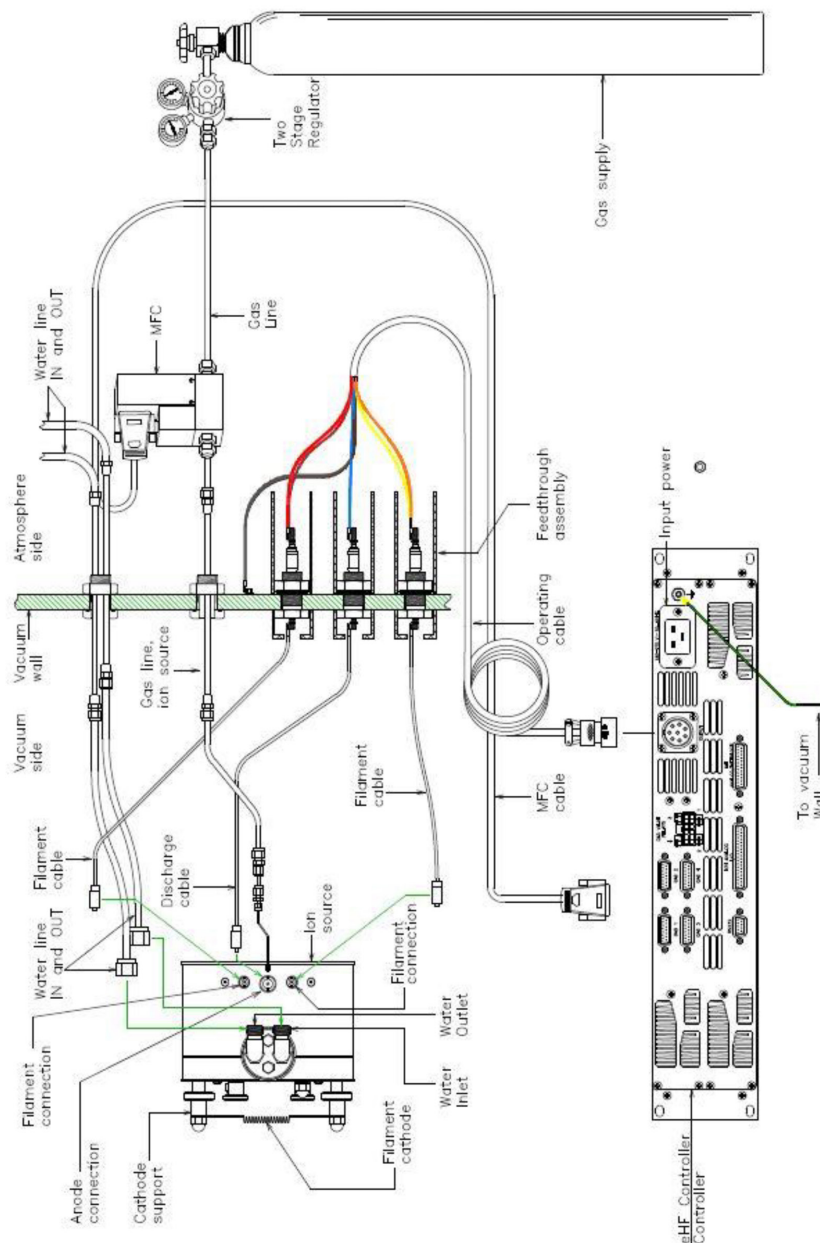 Two
Stage
Regulator
Gas supply
Water line
IN and OUT
MFC
Gas
Line
Atmosphere
side
Vacuum
wall
Vacuum
side
Gas line,
ion source
Feedthrough
assembly
Operating
cable
Input power
Filament
cable
MFC
cable
To vacuum
Wall
Filament
cable
Discharge
cable
Water line
IN and OUT
Ion
source
Filament
connection
Filament
connection
Water
Outlet
Water
Inlet
Anode
connection
Cathode
support
Filament
cathode
eHF Controller
Controller